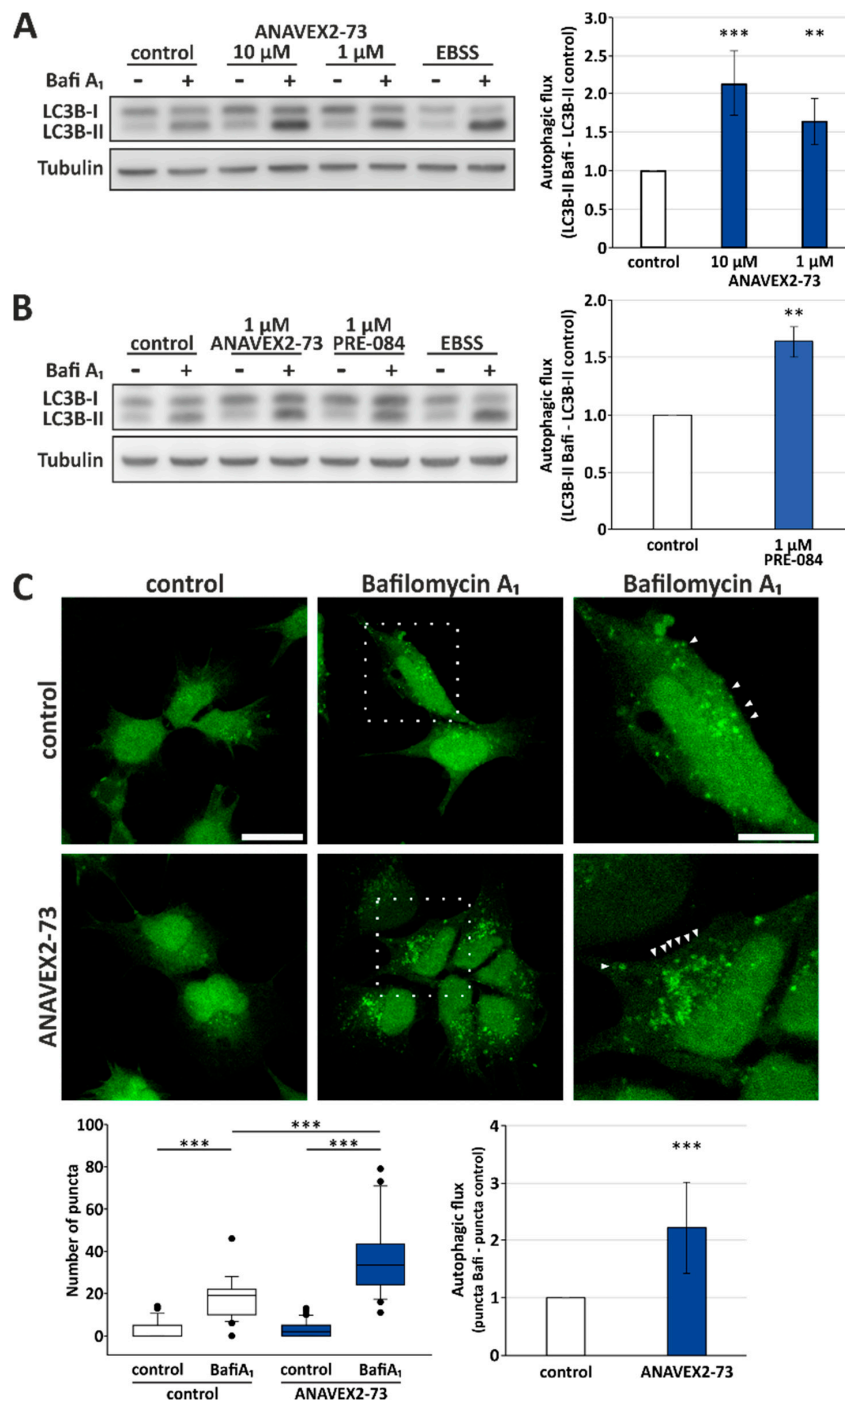 A
ANAVEX2-73
control 10 µM 1 µM EBSS
Bafi A₁ - + - + - + - +
LC3B-I
LC3B-II
Tubulin
Autophagic flux
(LC3B-II Bafi - LC3B-II control)
3.0
2.5
2.0
1.5
1.0
0.5
0
*** **
control 10 µM 1 µM
ANAVEX2-73
B
1 µM 1 µM
control ANAVEX2-73 PRE-084 EBSS
Bafi A₁ - + - + - + - +
LC3B-I
LC3B-II
Tubulin
Autophagic flux
(LC3B-II Bafi - LC3B-II control)
2.0
1.5
1.0
0.5
0
**
control 1 µM
PRE-084
C
control Bafilomycin A₁ Bafilomycin A₁
control
ANAVEX2-73
Number of puncta
100
80
60
40
20
0
***
*** ***
control BafiA₁ control BafiA₁
control ANAVEX2-73
Autophagic flux
(puncta Bafi - puncta control)
4
3
2
1
0
***
control ANAVEX2-73